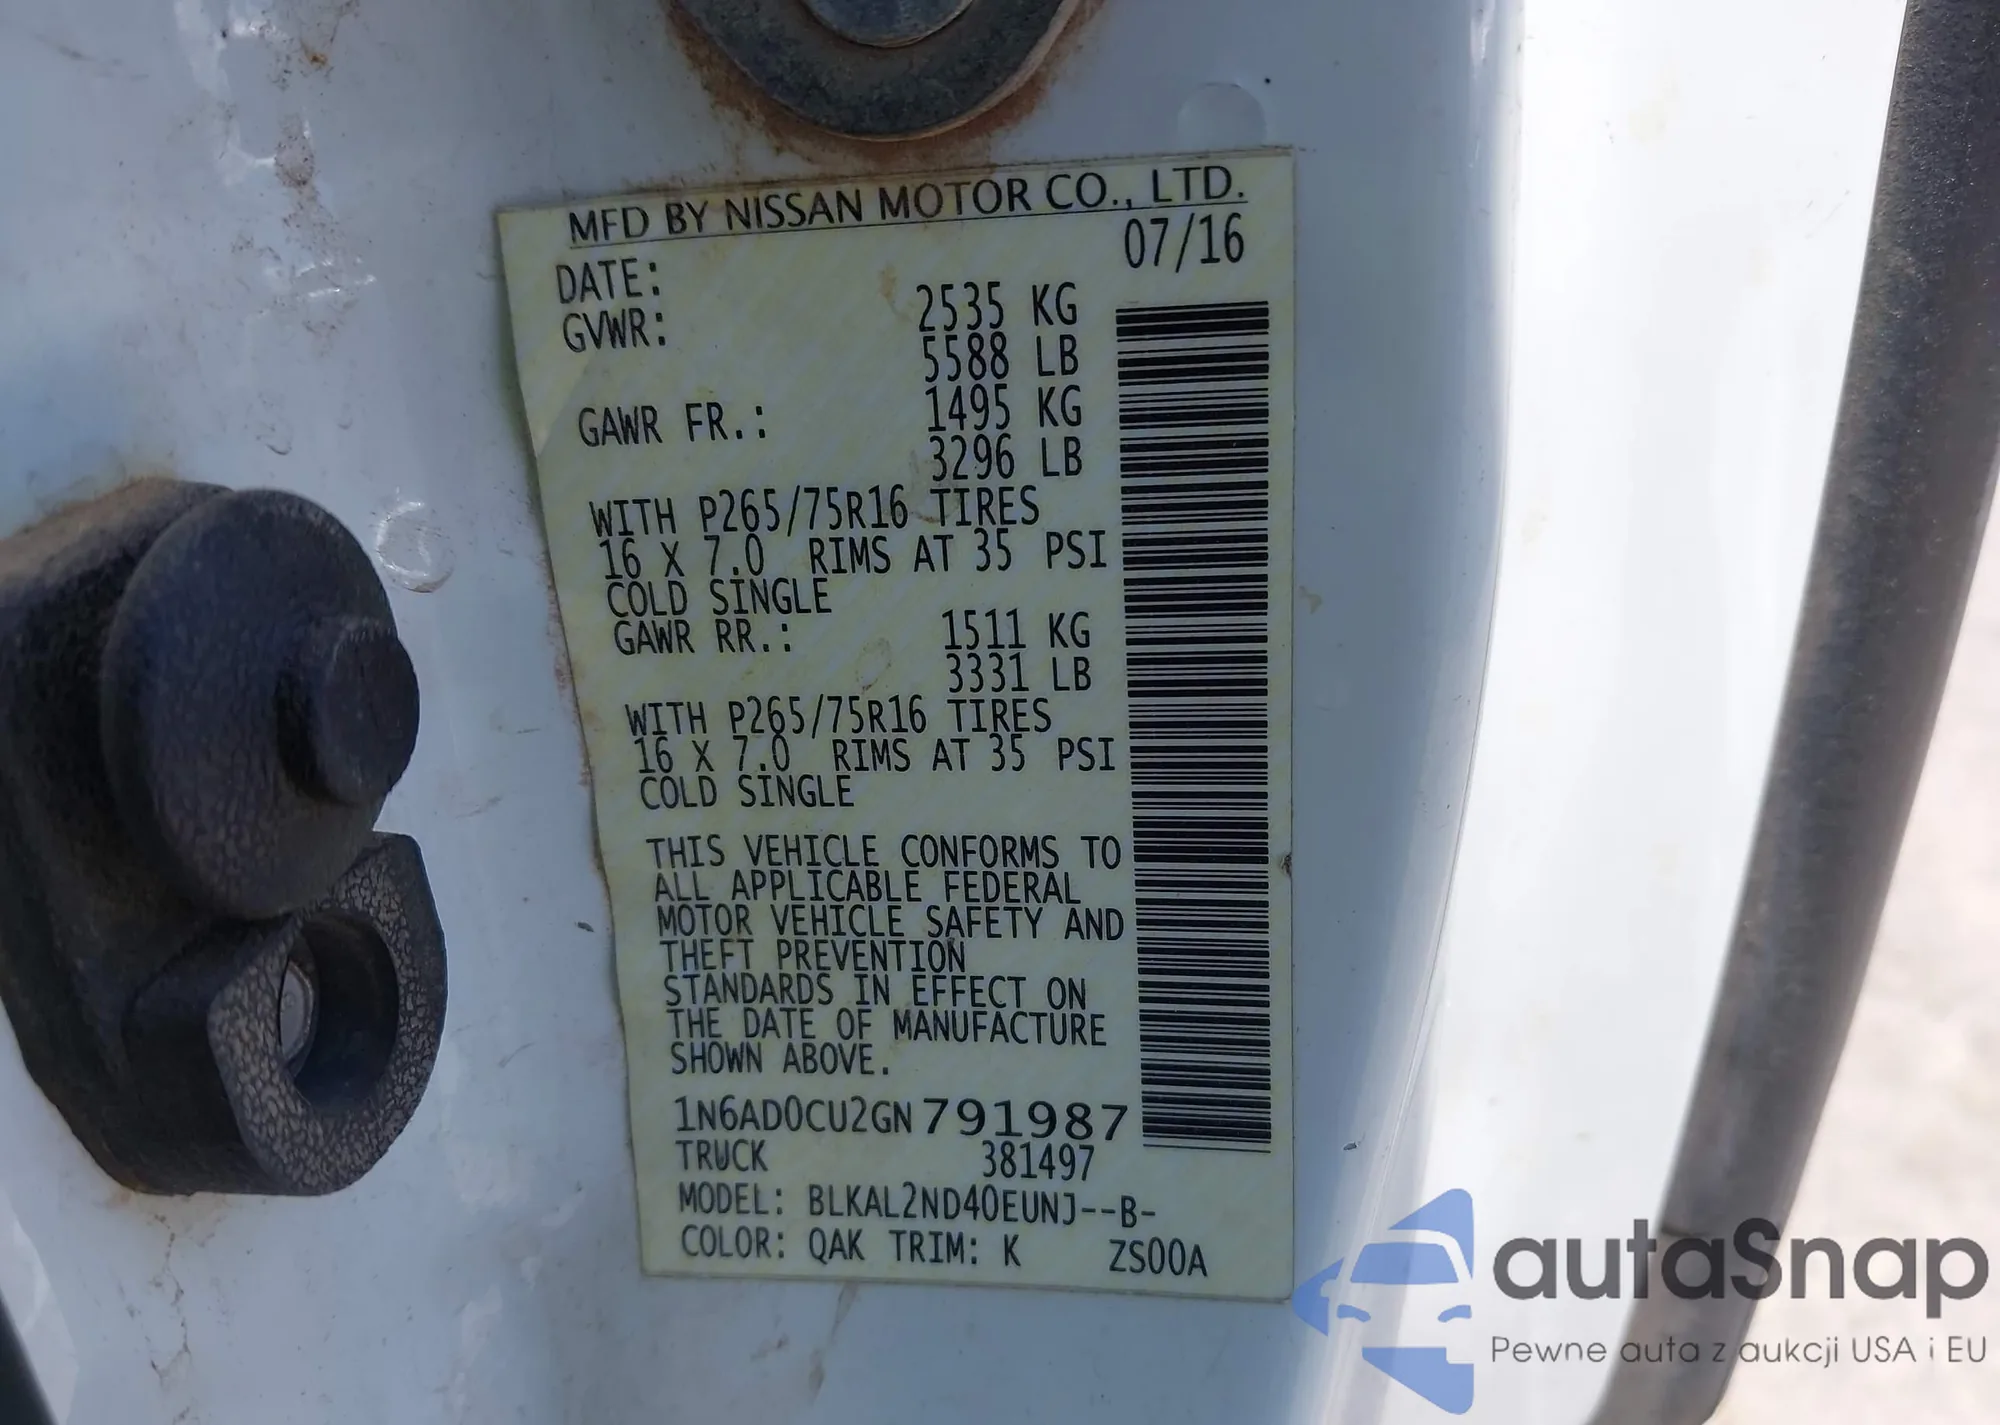 MFD BY NISSAN MOTOR CO., LTD.
DATE: 07/16
GVWR: 2535 KG
5588 LB
GAWR FR.: 1495 KG
3296 LB
WITH P265/75R16 TIRES
16 X 7.0 RIMS AT 35 PSI
COLD SINGLE
GAWR RR.: 1511 KG
3331 LB
WITH P265/75R16 TIRES
16 X 7.0 RIMS AT 35 PSI
COLD SINGLE
THIS VEHICLE CONFORMS TO
ALL APPLICABLE FEDERAL
MOTOR VEHICLE SAFETY AND
THEFT PREVENTION
STANDARDS IN EFFECT ON
THE DATE OF MANUFACTURE
SHOWN ABOVE.
1N6AD0CU2GN791987
TRUCK 381497
MODEL: BLKAL2ND40EUNJ--B-
COLOR: QAK TRIM: K ZS00A
autaSnap
Pewne auta z aukcji USA i EU